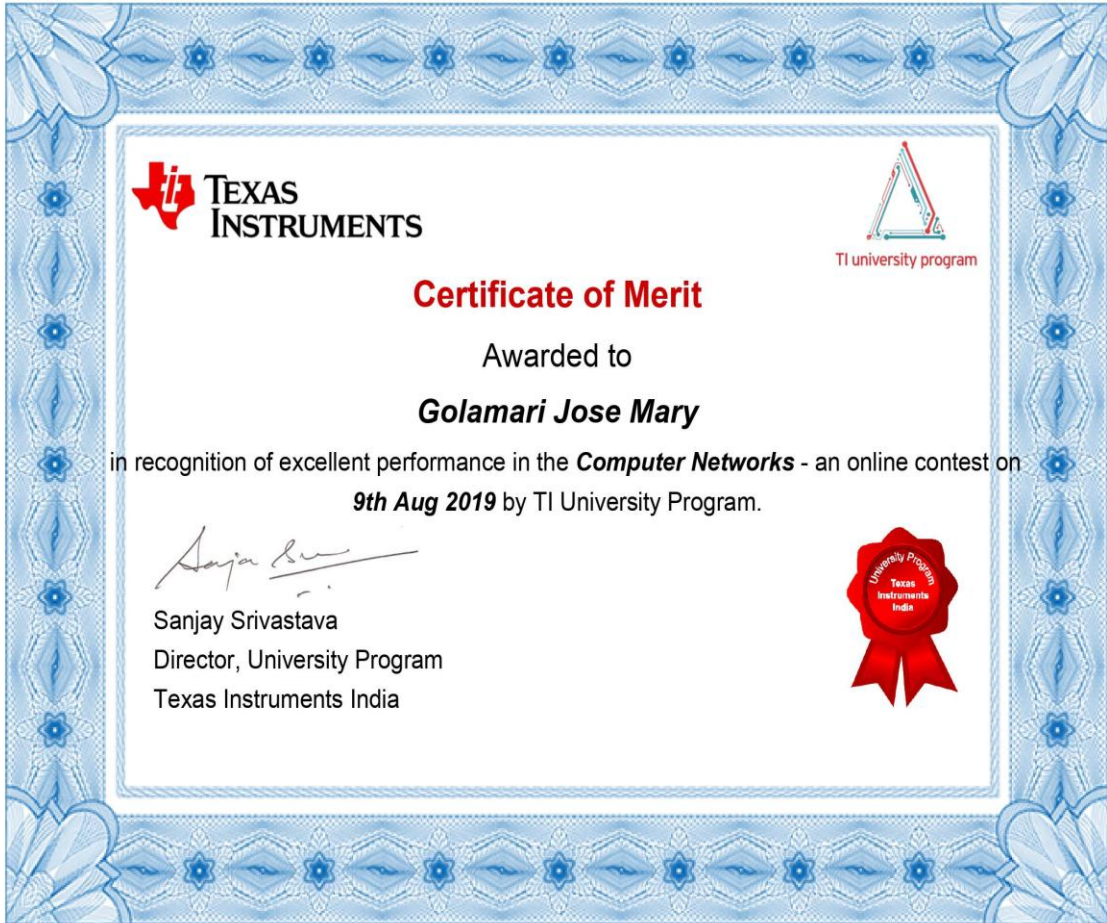 TEXAS
INSTRUMENTS
TI university program
Certificate of Merit
Awarded to
Golamari Jose Mary
in recognition of excellent performance in the Computer Networks - an online contest on
9th Aug 2019 by TI University Program.
Sanjay Srivastava
Director, University Program
Texas Instruments India
University Program
Texas
Instruments
India